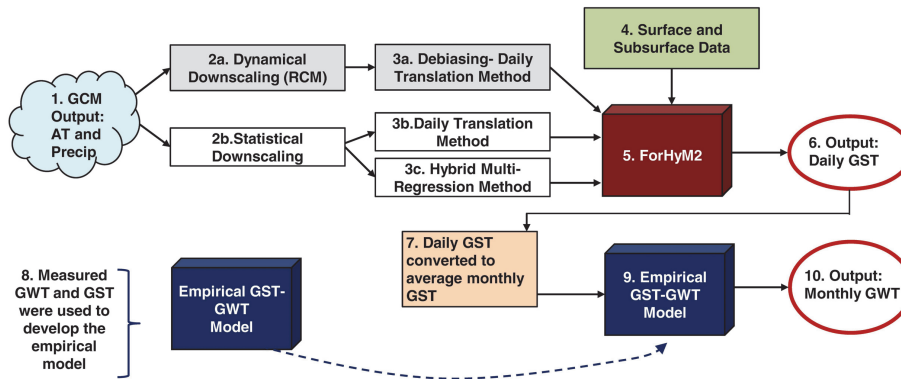 1. GCM
Output:
AT and
Precip
2a. Dynamical
Downscaling (RCM)
3a. Debiasing- Daily
Translation Method
4. Surface and
Subsurface Data
2b.Statistical
Downscaling
3b.Daily Translation
Method
3c. Hybrid Multi-
Regression Method
5. ForHyM2
6. Output:
Daily GST
7. Daily GST
converted to
average monthly
GST
8. Measured
GWT and GST
were used to
develop the
empirical
model
Empirical GST-
GWT
Model
9. Empirical
GST-GWT
Model
10. Output:
Monthly GWT